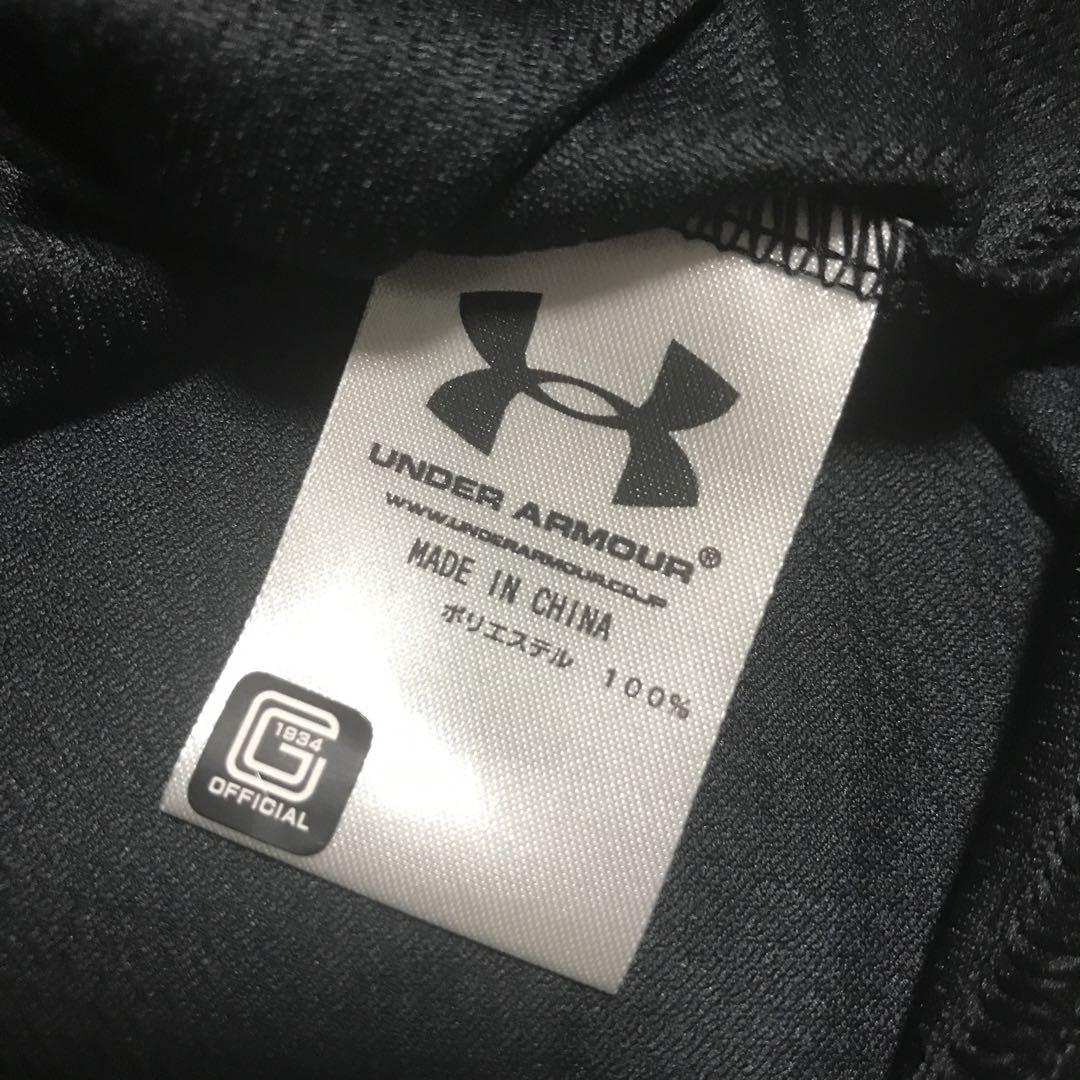 UNDER ARMOUR®
WWW.UNDERARMOUR.CO.JP
MADE IN CHINA
ポリエステル 100%
1934
G
OFFICIAL